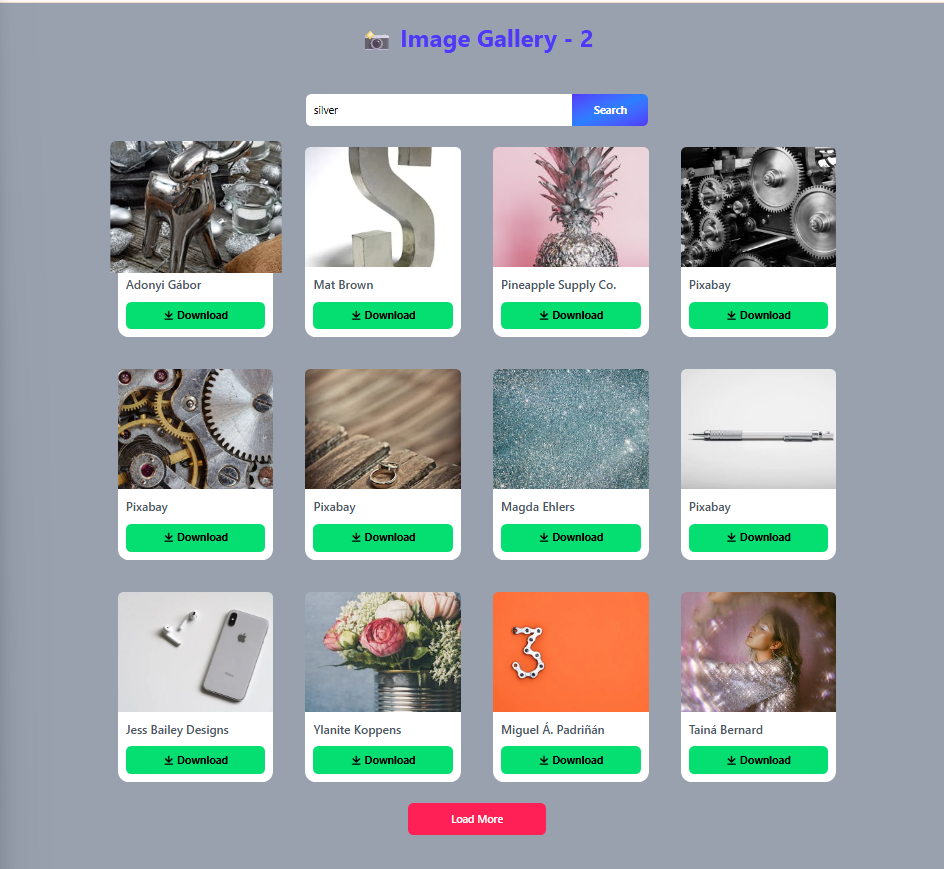 Image Gallery - 2
silver
Search
Adonyi Gábor
Mat Brown
Pineapple Supply Co.
Pixabay
Download
Download
Download
Download
Pixabay
Pixabay
Magda Ehlers
Pixabay
Download
Download
Download
Download
Jess Bailey Designs
Ylanite Koppens
Miguel Á. Padriñán
Tainá Bernard
Download
Download
Download
Download
Load More